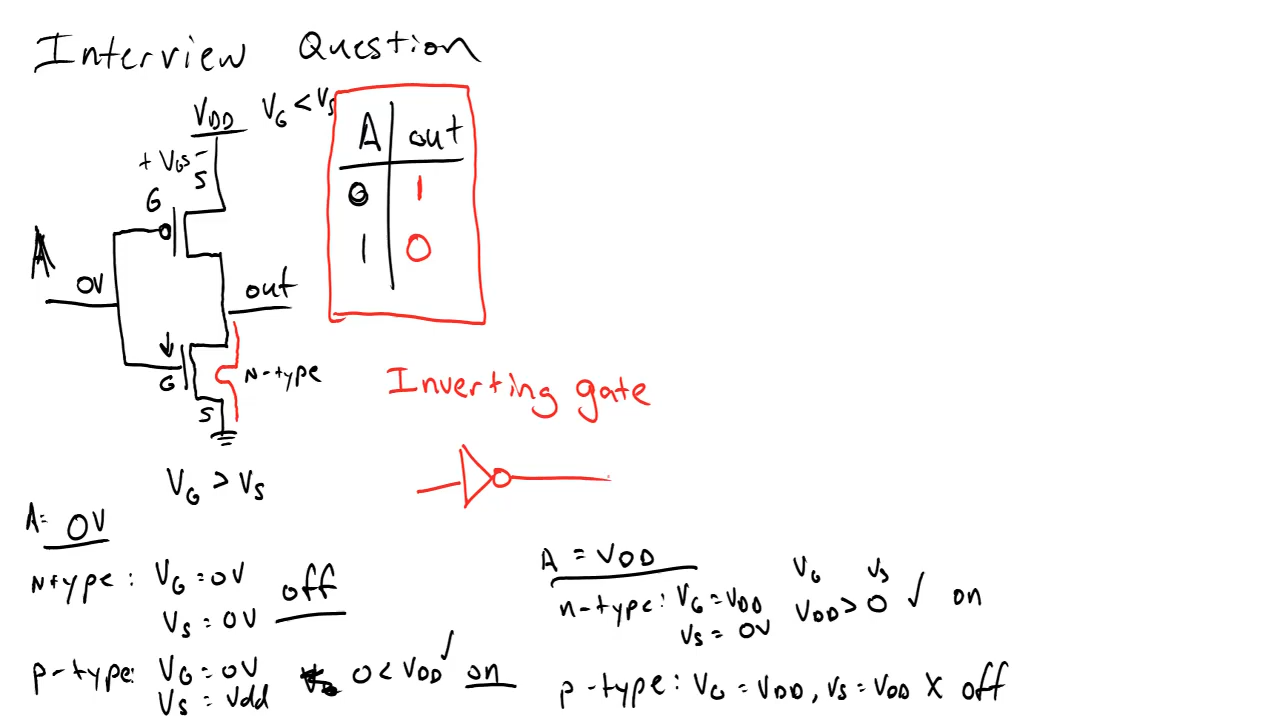 Interview Question
VDD
VG < VS
+ VGS -
S
G
A
0V
out
G
N-type
S
VG > VS
A out
0 1
1 0
Inverting gate
A= 0V
N-type: VG = 0V off
VS = 0V
p-type: VG = 0V 0 < VDD ✓ on
VS = Vdd
A = VDD
VG VS
n-type: VG = VDD VDD > 0 ✓ on
VS = 0V
p-type: VG = VDD, VS = VDD X off